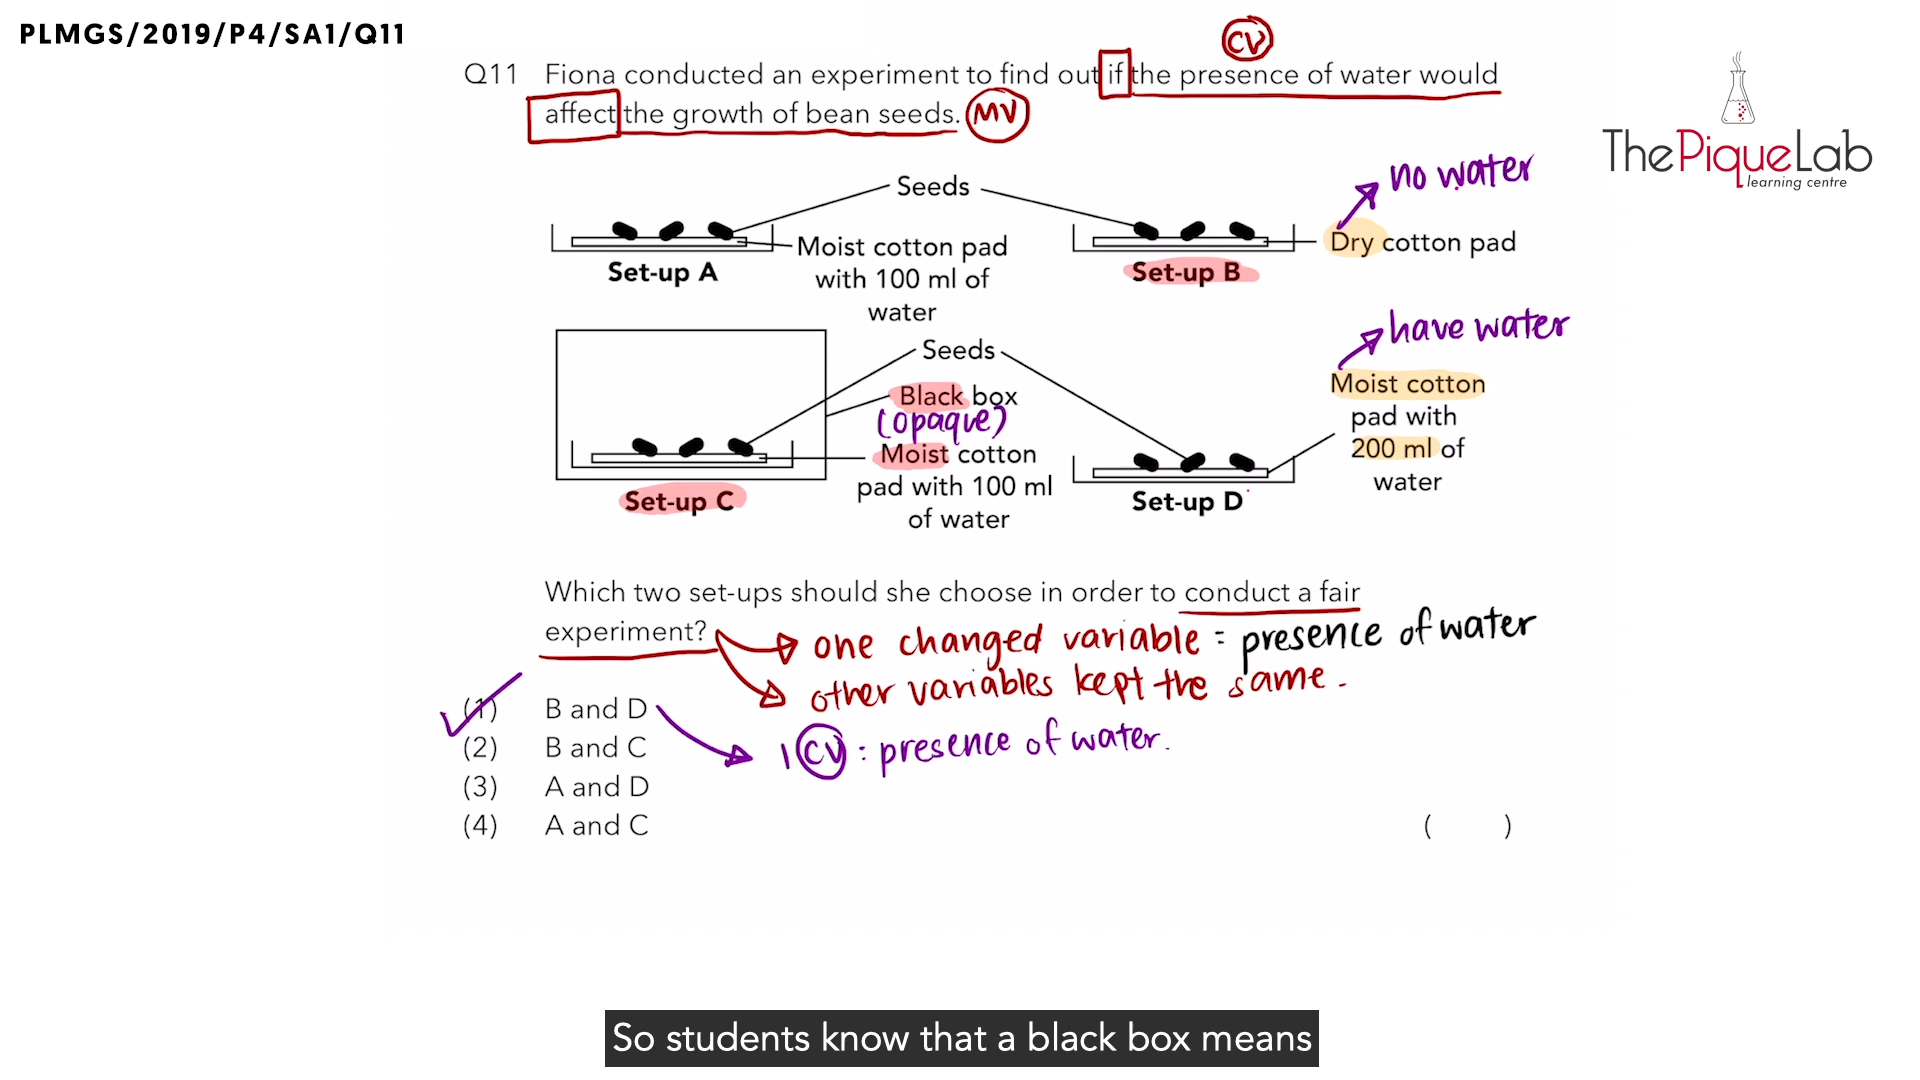 PLMGS/2019/P4/SA1/Q11
CV
Q11 Fiona conducted an experiment to find out if the presence of water would
affect the growth of bean seeds. MV
ThePiqueLab
learning centre
no water
Seeds
Moist cotton pad
with 100 ml of
water
Set-up A
Dry cotton pad
Set-up B
have water
Seeds
Black box
(opaque)
Moist cotton
pad with 100 ml
of water
Set-up C
Moist cotton
pad with
200 ml of
water
Set-up D
Which two set-ups should she choose in order to conduct a fair
experiment?
one changed variable = presence of water
other variables kept the same.
(1) B and D
1 CV : presence of water.
(2) B and C
(3) A and D
(4) A and C
( )
So students know that a black box means